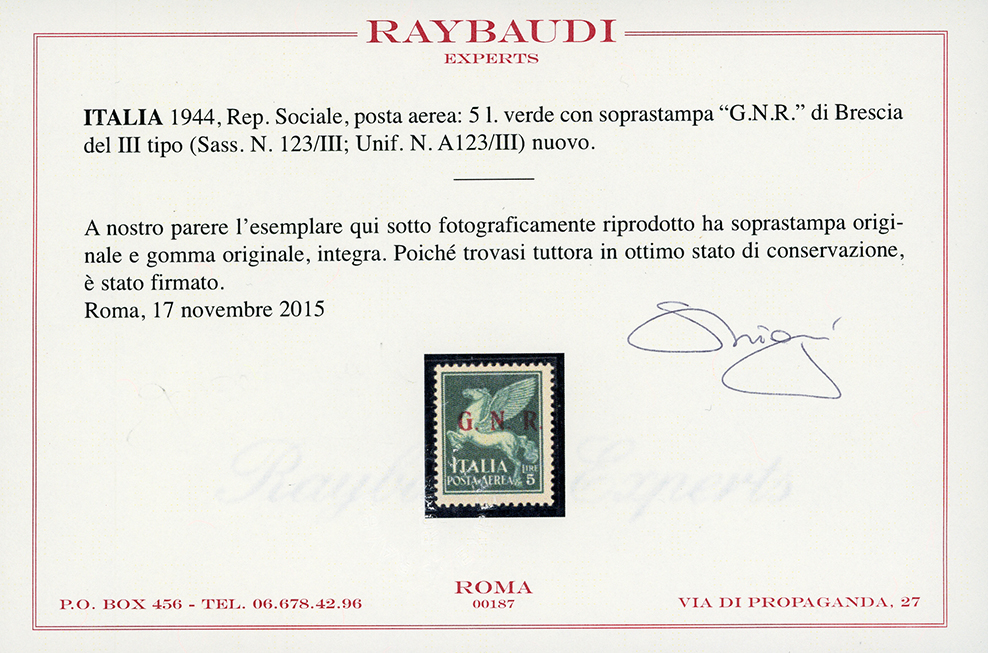 RAYBAUDI
EXPERTS
ITALIA 1944, Rep. Sociale, posta aerea: 5 l. verde con soprastampa “G.N.R.” di Brescia
del III tipo (Sass. N. 123/III; Unif. N. A123/III) nuovo.
A nostro parere l’esemplare qui sotto fotograficamente riprodotto ha soprastampa origi-
nale e gomma originale, integra. Poiché trovasi tuttora in ottimo stato di conservazione,
è stato firmato.
Roma, 17 novembre 2015
G. N. R.
ITALIA LIRE
POSTA-AEREA 5
Raybaudi Experts
ROMA
P.O. BOX 456 - TEL. 06.678.42.96 00187 VIA DI PROPAGANDA, 27